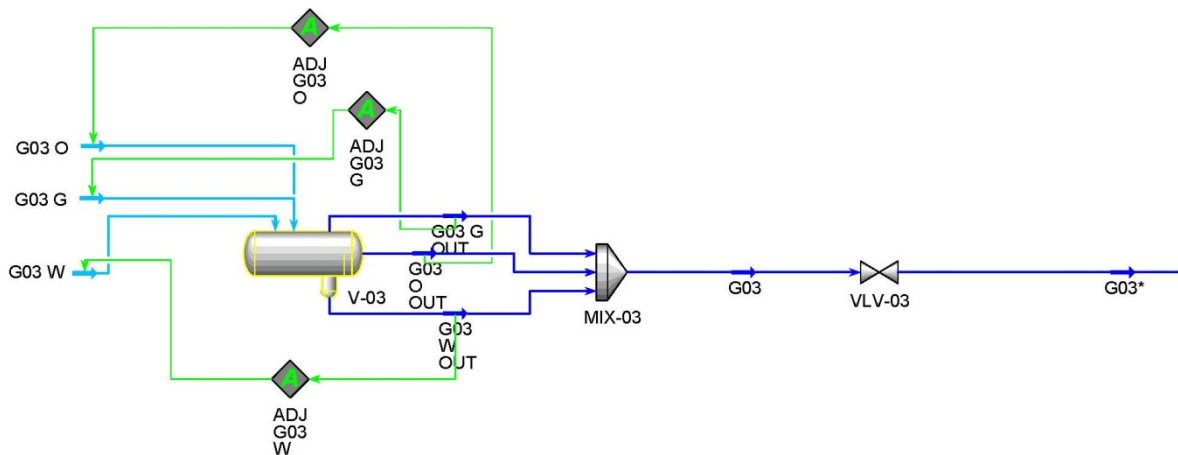 A
ADJ
G03
O
A
ADJ
G03
G
G03 O
G03 G
G03 W
G03 G
OUT
G03
O
OUT
V-03
G03
W
OUT
MIX-03
G03
VLV-03
G03*
A
ADJ
G03
W